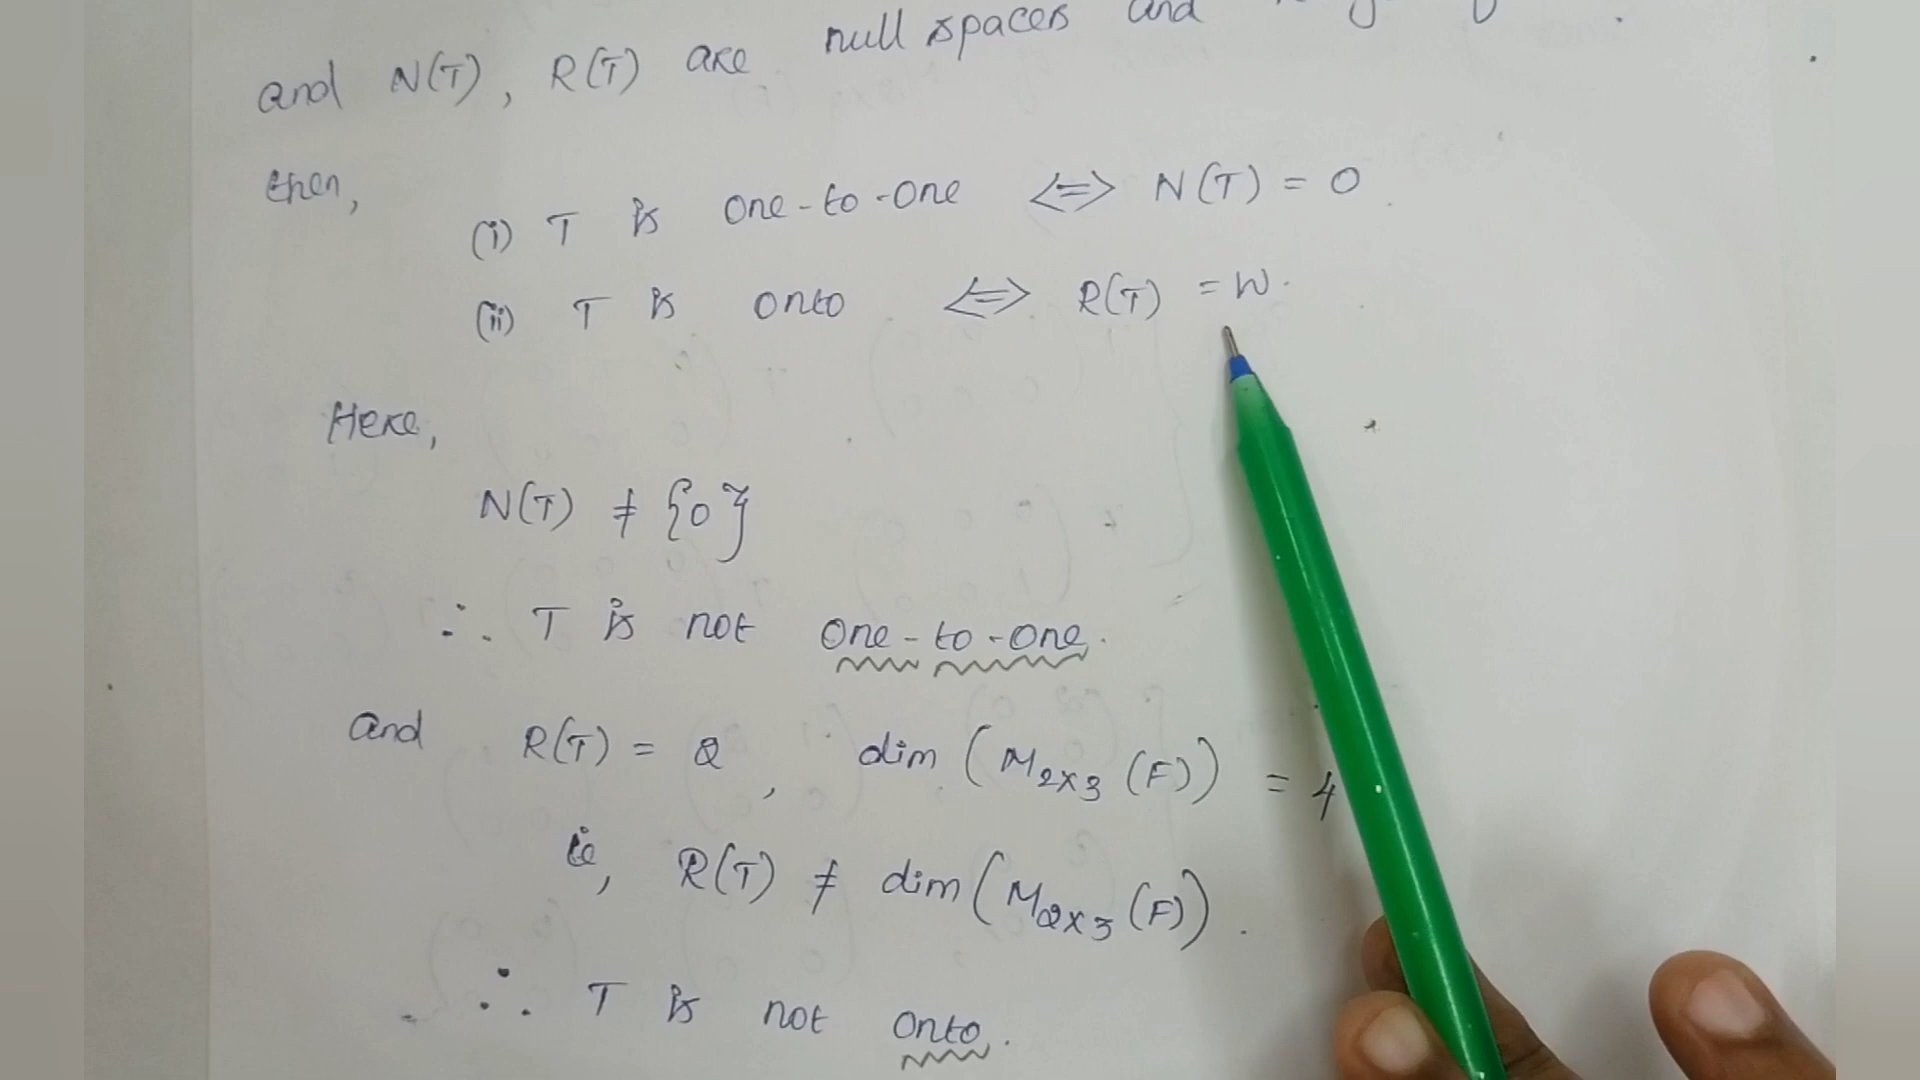 null spaces and
and N(T), R(T) are
then,
(i) T is one-to-one <=> N(T) = 0
(ii) T is onto <=> R(T) = W.
Here,
N(T) ≠ {0}
∴ T is not one-to-one.
and R(T) = 2, dim (M2x3 (F)) = 4
ie, R(T) ≠ dim (M2x3 (F)).
∴ T is not onto.